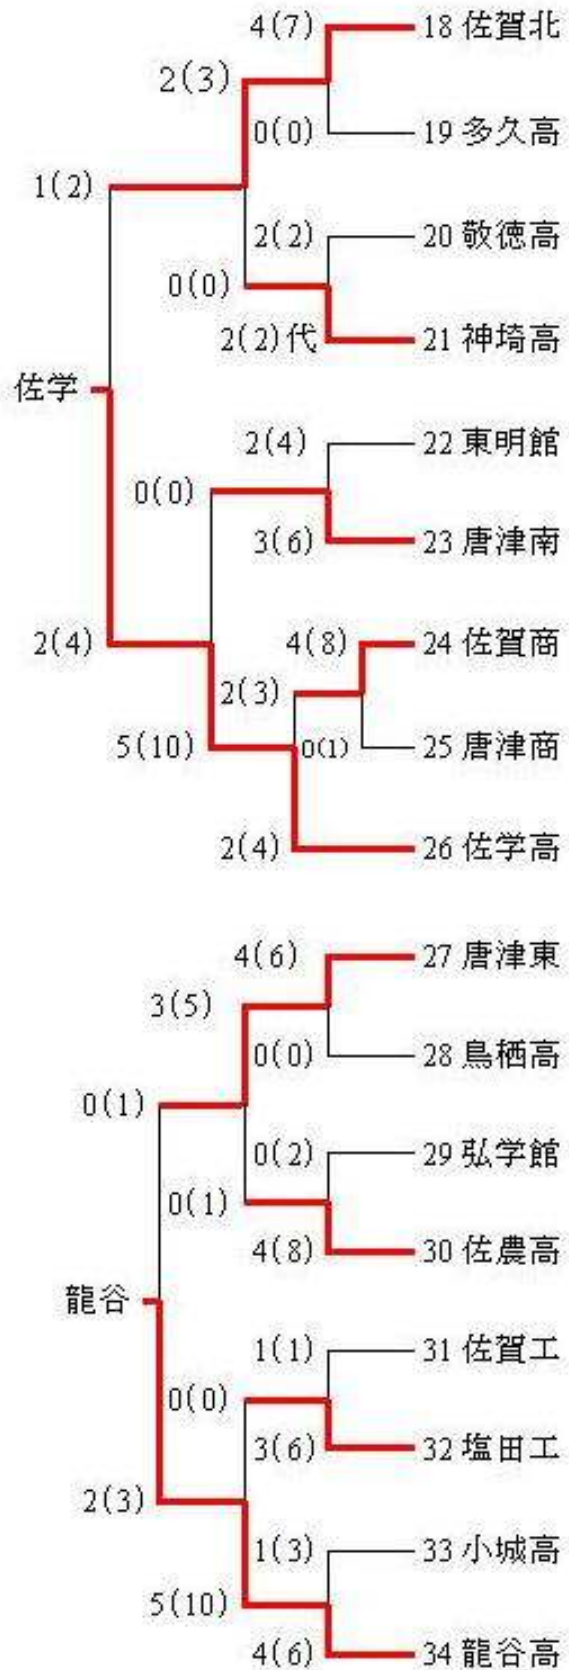 4(7)
18 佐賀北
2(3)
0(0)
19 多久高
1(2)
2(2)
20 敬徳高
0(0)
2(2)代
21 神埼高
佐学
2(4)
22 東明館
0(0)
3(6)
23 唐津南
2(4)
4(8)
24 佐賀商
2(3)
5(10)
0(1)
25 唐津商
2(4)
26 佐学高
4(6)
27 唐津東
3(5)
0(0)
28 鳥栖高
0(1)
0(2)
29 弘学館
0(1)
4(8)
30 佐農高
龍谷
1(1)
31 佐賀工
0(0)
3(6)
32 塩田工
2(3)
1(3)
33 小城高
5(10)
4(6)
34 龍谷高